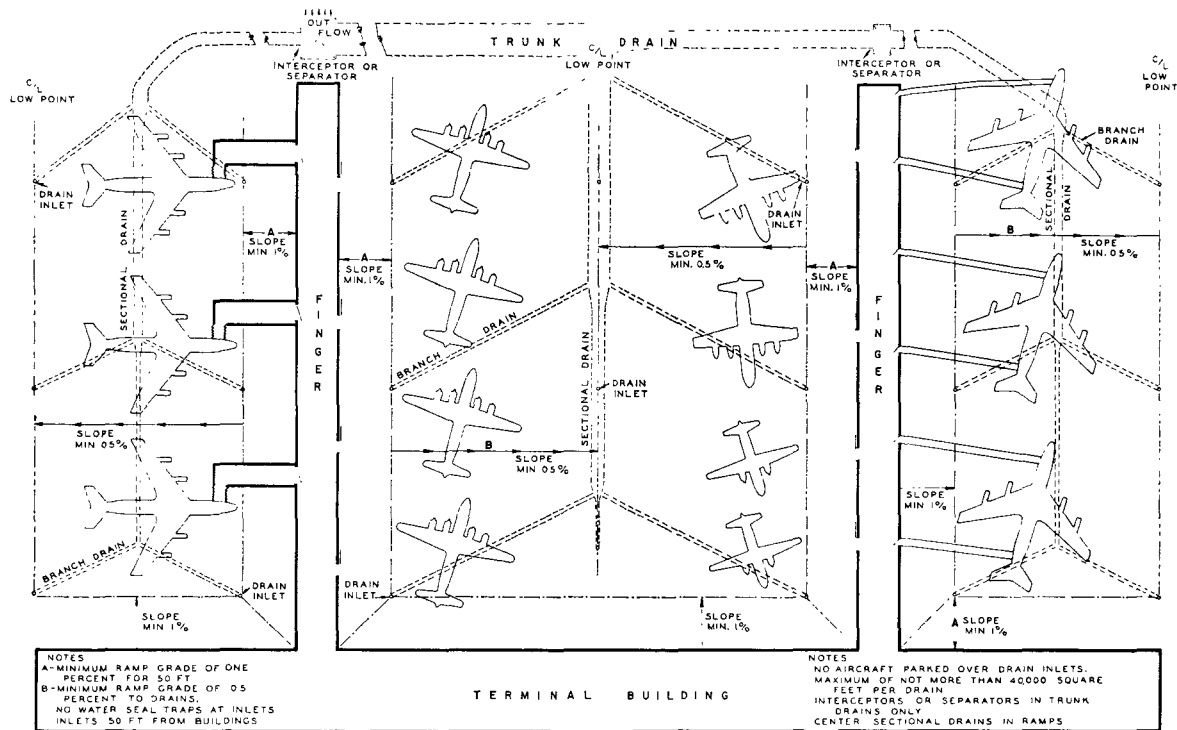 OUT
FLOW
TRUNK DRAIN
INTERCEPTOR OR
SEPARATOR
C/L
LOW POINT
INTERCEPTOR OR
SEPARATOR
C/L
LOW POINT
C/L
LOW POINT
BRANCH
DRAIN
DRAIN
INLET
SECTIONAL DRAIN
A
SLOPE
MIN 1%
A
SLOPE
MIN. 1%
DRAIN
INLET
SLOPE
MIN. 0.5%
A
SLOPE
MIN. 1%
SECTIONAL
DRAIN
B
SLOPE
MIN. 0.5%
SECTIONAL DRAIN
FINGER
BRANCH DRAIN
SECTIONAL DRAIN
DRAIN
INLET
FINGER
SLOPE
MIN 0.5%
B
SLOPE
MIN 0.5%
SLOPE
MIN 1%
BRANCH DRAIN
DRAIN
INLET
DRAIN
INLET
SLOPE
MIN 1%
SLOPE
MIN. 1%
A SLOPE
MIN 1%
NOTES
A-MINIMUM RAMP GRADE OF ONE
PERCENT FOR 50 FT
B-MINIMUM RAMP GRADE OF 0.5
PERCENT TO DRAINS.
NO WATER SEAL TRAPS AT INLETS
INLETS 50 FT FROM BUILDINGS
TERMINAL BUILDING
NOTES
NO AIRCRAFT PARKED OVER DRAIN INLETS.
MAXIMUM OF NOT MORE THAN 40,000 SQUARE
FEET PER DRAIN
INTERCEPTORS OR SEPARATORS IN TRUNK
DRAINS ONLY
CENTER SECTIONAL DRAINS IN RAMPS